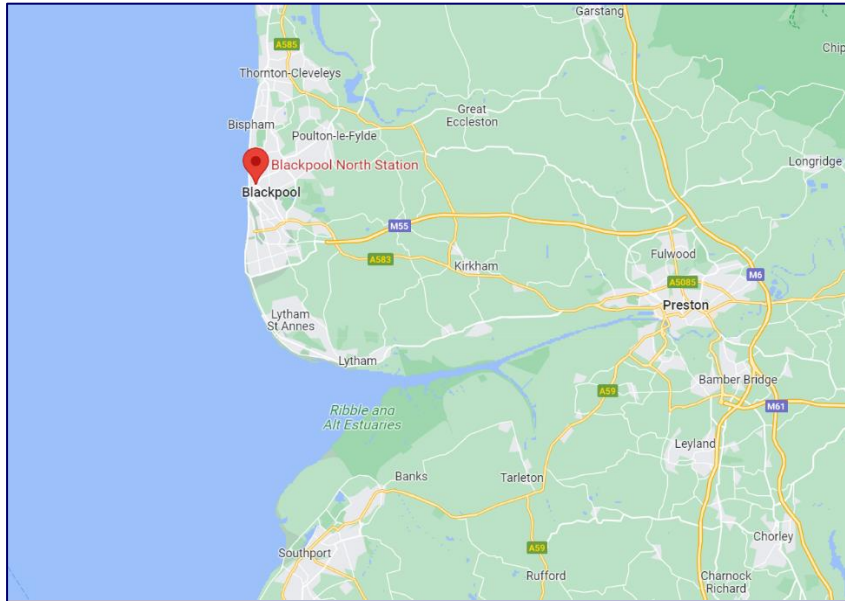 Garstang
A585
Chip
Thornton-Cleveleys
Great
Eccleston
Bispham
Poulton-le-Fylde
Longridge
Blackpool North Station
Blackpool
M55
Fulwood
A583
Kirkham
M6
A5085
Preston
Lytham
St Annes
Lytham
Bamber Bridge
A59
M61
Ribble and
Alt Estuaries
Leyland
Banks
Tarleton
Chorley
A59
Southport
Rufford
Charnock
Richard